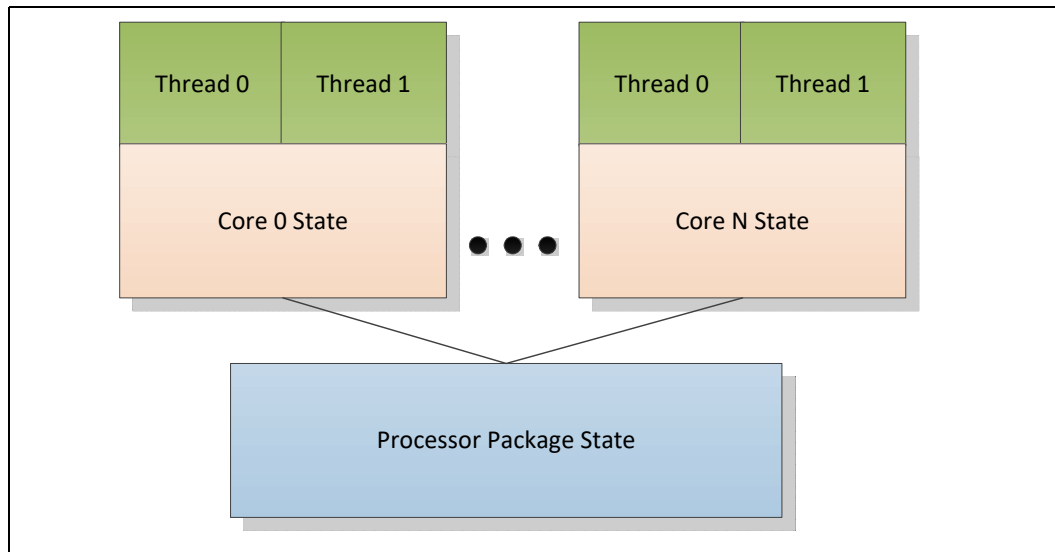 Thread 0
Thread 1
Thread 0
Thread 1
Core 0 State
Core N State
Processor Package State